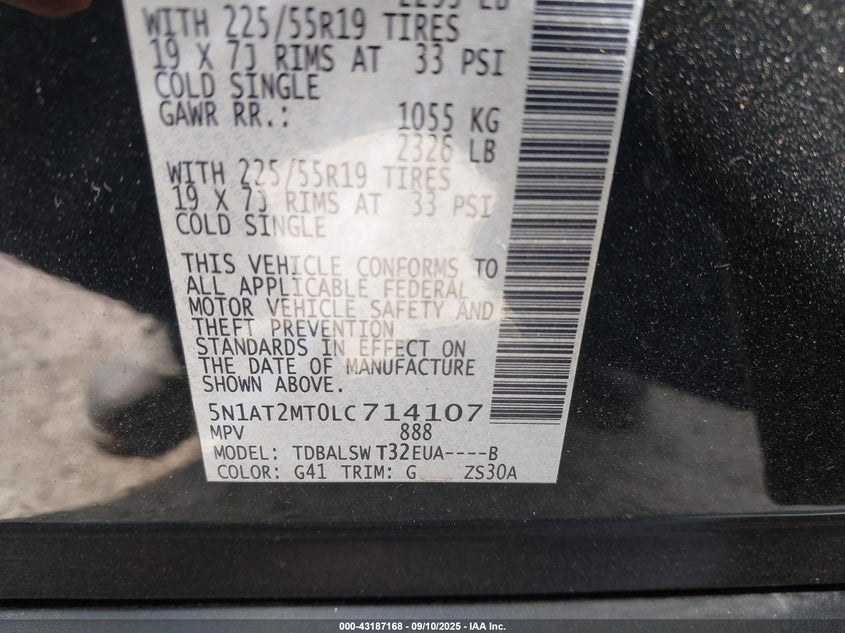 2295 LB
WITH 225/55R19 TIRES
19 X 7J RIMS AT 33 PSI
COLD SINGLE
GAWR RR.: 1055 KG
2326 LB
WITH 225/55R19 TIRES
19 X 7J RIMS AT 33 PSI
COLD SINGLE
THIS VEHICLE CONFORMS TO
ALL APPLICABLE FEDERAL
MOTOR VEHICLE SAFETY AND
THEFT PREVENTION
STANDARDS IN EFFECT ON
THE DATE OF MANUFACTURE
SHOWN ABOVE.
5N1AT2MT0LC714107
MPV 888
MODEL: TDBALSWT32EUA----B
COLOR: G41 TRIM: G ZS30A
000-43187168 - 09/10/2025 - IAA Inc.